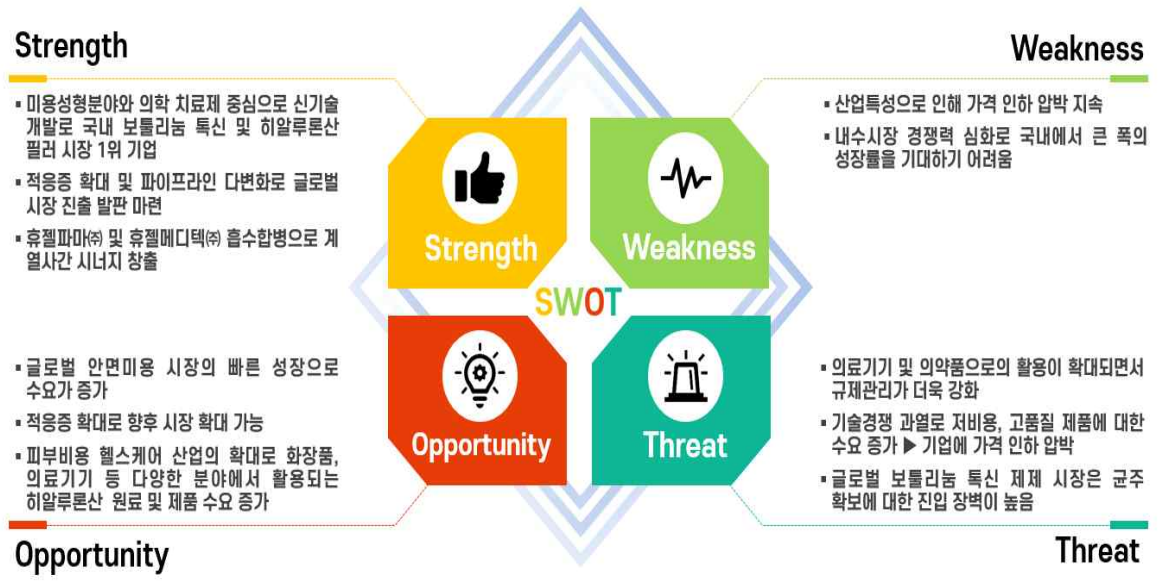 Strength
▪ 미용성형분야와 의학 치료제 중심으로 신기술
개발로 국내 보툴리눔 톡신 및 히알루론산
필러 시장 1위 기업
▪ 적응증 확대 및 파이프라인 다변화로 글로벌
시장 진출 발판 마련
▪ 휴젤파마㈜ 및 휴젤메디텍㈜ 흡수합병으로 계
열사간 시너지 창출
Weakness
▪ 산업특성으로 인해 가격 인하 압박 지속
▪ 내수시장 경쟁력 심화로 국내에서 큰 폭의
성장률을 기대하기 어려움
Strength
Weakness
SWOT
Opportunity
Threat
▪ 글로벌 안면미용 시장의 빠른 성장으로
수요가 증가
▪ 적응증 확대로 향후 시장 확대 가능
▪ 피부비용 헬스케어 산업의 확대로 화장품,
의료기기 등 다양한 분야에서 활용되는
히알루론산 원료 및 제품 수요 증가
Opportunity
▪ 의료기기 및 의약품으로의 활용이 확대되면서
규제관리가 더욱 강화
▪ 기술경쟁 과열로 저비용, 고품질 제품에 대한
수요 증가 ▶ 기업에 가격 인하 압박
▪ 글로벌 보툴리눔 톡신 제제 시장은 균주
확보에 대한 진입 장벽이 높음
Threat